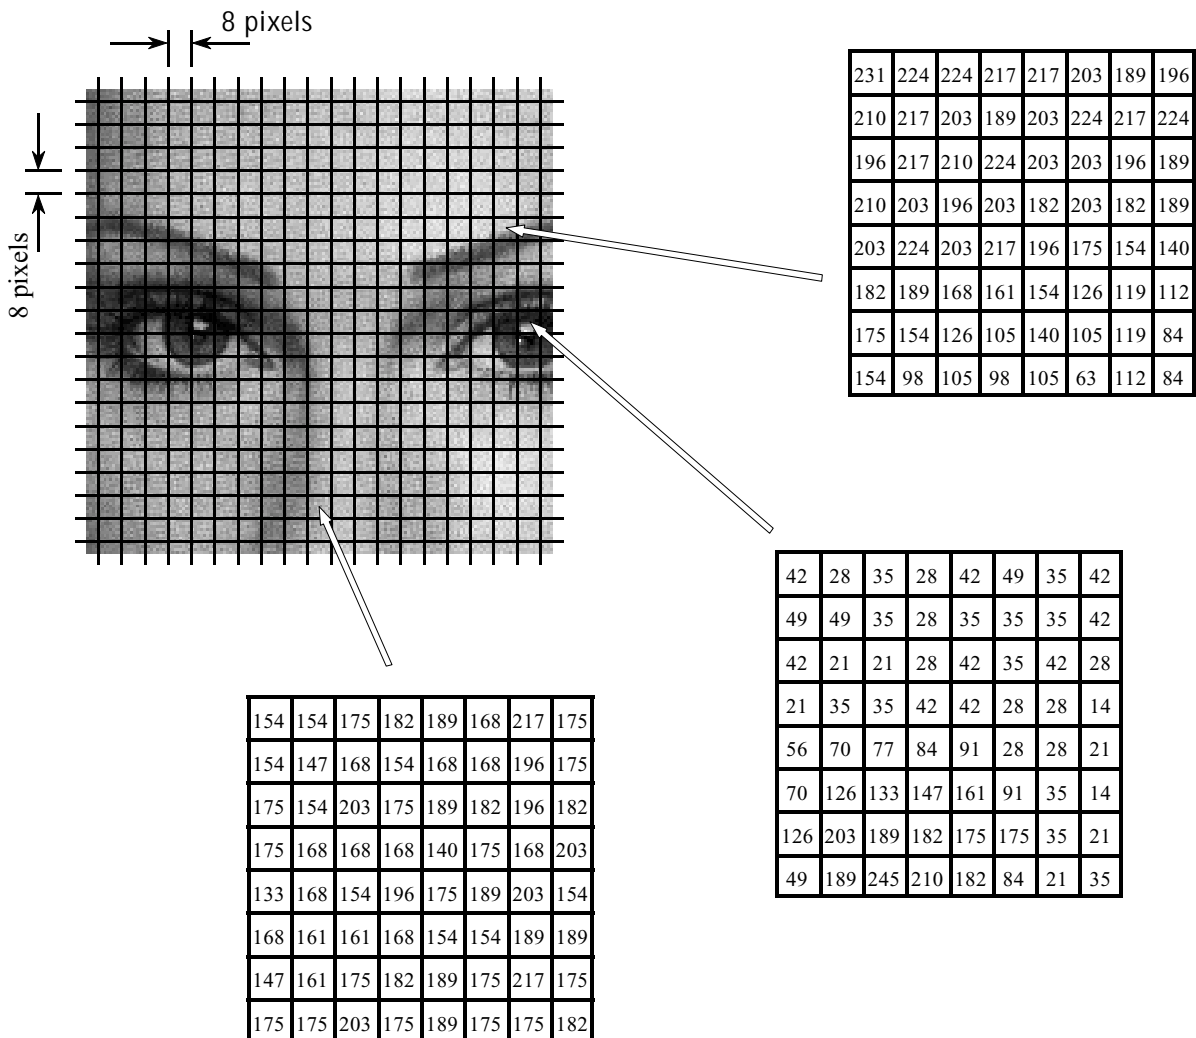 8 pixels
8 pixels
231 224 224 217 217 203 189 196
210 217 203 189 203 224 217 224
196 217 210 224 203 203 196 189
210 203 196 203 182 203 182 189
203 224 203 217 196 175 154 140
182 189 168 161 154 126 119 112
175 154 126 105 140 105 119 84
154 98 105 98 105 63 112 84
42 28 35 28 42 49 35 42
49 49 35 28 35 35 35 42
42 21 21 28 42 35 42 28
21 35 35 42 42 28 28 14
56 70 77 84 91 28 28 21
70 126 133 147 161 91 35 14
126 203 189 182 175 175 35 21
49 189 245 210 182 84 21 35
154 154 175 182 189 168 217 175
154 147 168 154 168 168 196 175
175 154 203 175 189 182 196 182
175 168 168 168 140 175 168 203
133 168 154 196 175 189 203 154
168 161 161 168 154 154 189 189
147 161 175 182 189 175 217 175
175 175 203 175 189 175 175 182